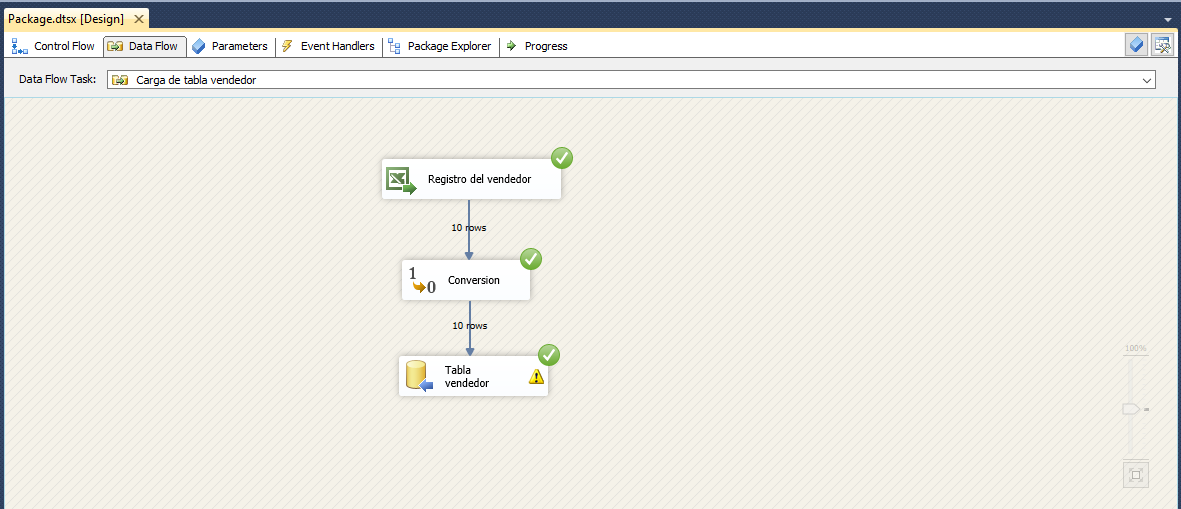 Package.dtsx [Design]
Control Flow Data Flow Parameters Event Handlers Package Explorer Progress
Data Flow Task: Carga de tabla vendedor
Registro del vendedor
10 rows
1
0 Conversion
10 rows
Tabla
vendedor
100%